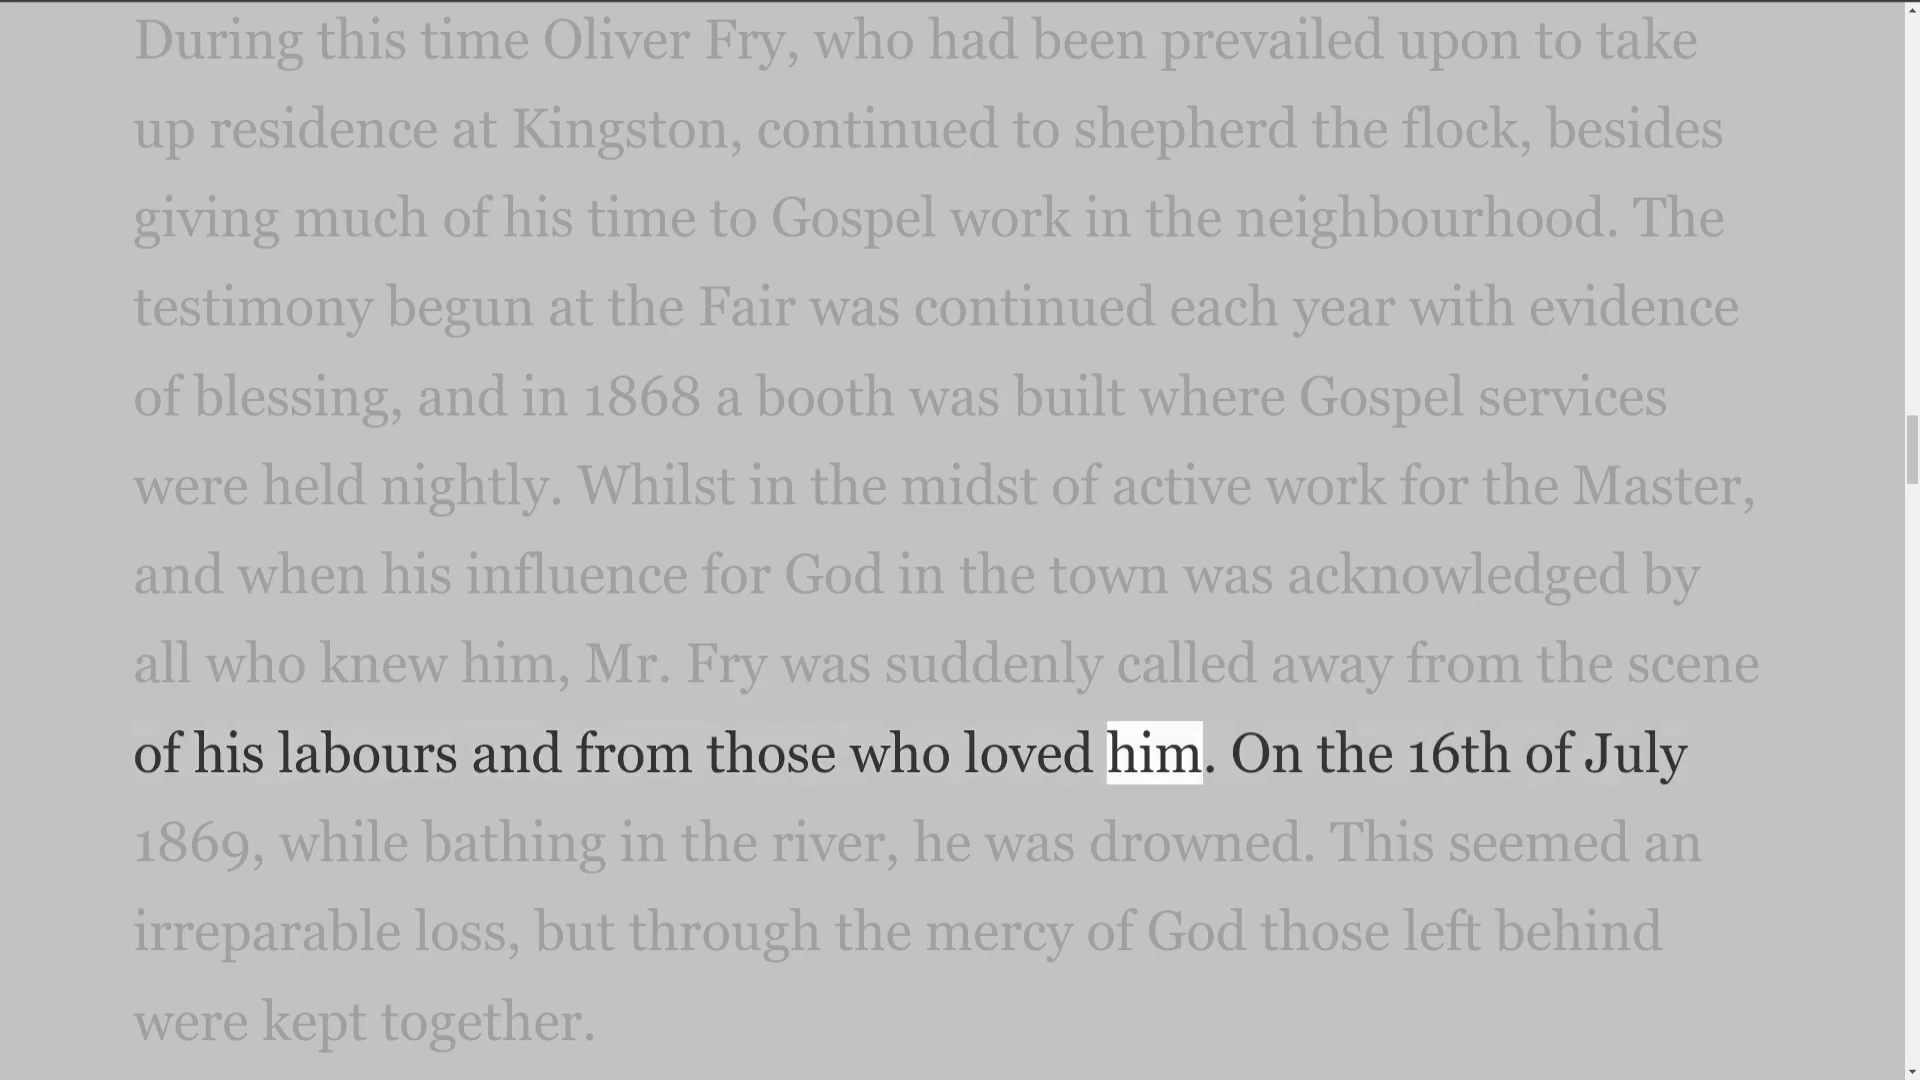 During this time Oliver Fry, who had been prevailed upon to take
up residence at Kingston, continued to shepherd the flock, besides
giving much of his time to Gospel work in the neighbourhood. The
testimony begun at the Fair was continued each year with evidence
of blessing, and in 1868 a booth was built where Gospel services
were held nightly. Whilst in the midst of active work for the Master,
and when his influence for God in the town was acknowledged by
all who knew him, Mr. Fry was suddenly called away from the scene
of his labours and from those who loved him. On the 16th of July
1869, while bathing in the river, he was drowned. This seemed an
irreparable loss, but through the mercy of God those left behind
were kept together.